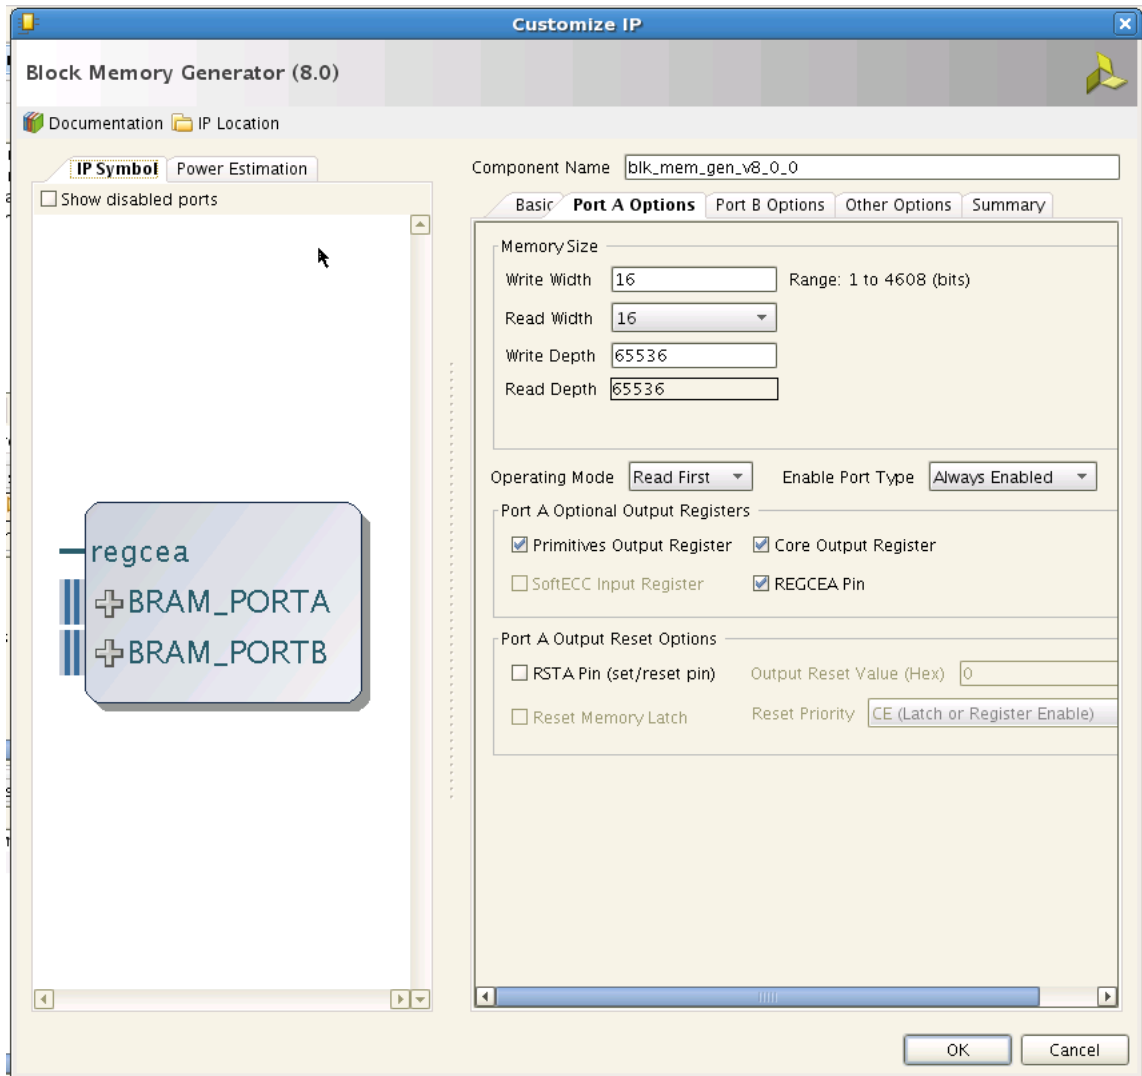 Customize IP
Block Memory Generator (8.0)
Documentation IP Location
IP Symbol Power Estimation
Show disabled ports
regcea
BRAM_PORTA
BRAM_PORTB
Component Name blk_mem_gen_v8_0_0
Basic Port A Options Port B Options Other Options Summary
Memory Size
Write Width 16 Range: 1 to 4608 (bits)
Read Width 16
Write Depth 65536
Read Depth 65536
Operating Mode Read First Enable Port Type Always Enabled
Port A Optional Output Registers
Primitives Output Register Core Output Register
SoftECC Input Register REGCEA Pin
Port A Output Reset Options
RSTA Pin (set/reset pin) Output Reset Value (Hex) 0
Reset Memory Latch Reset Priority CE (Latch or Register Enable)
OK Cancel